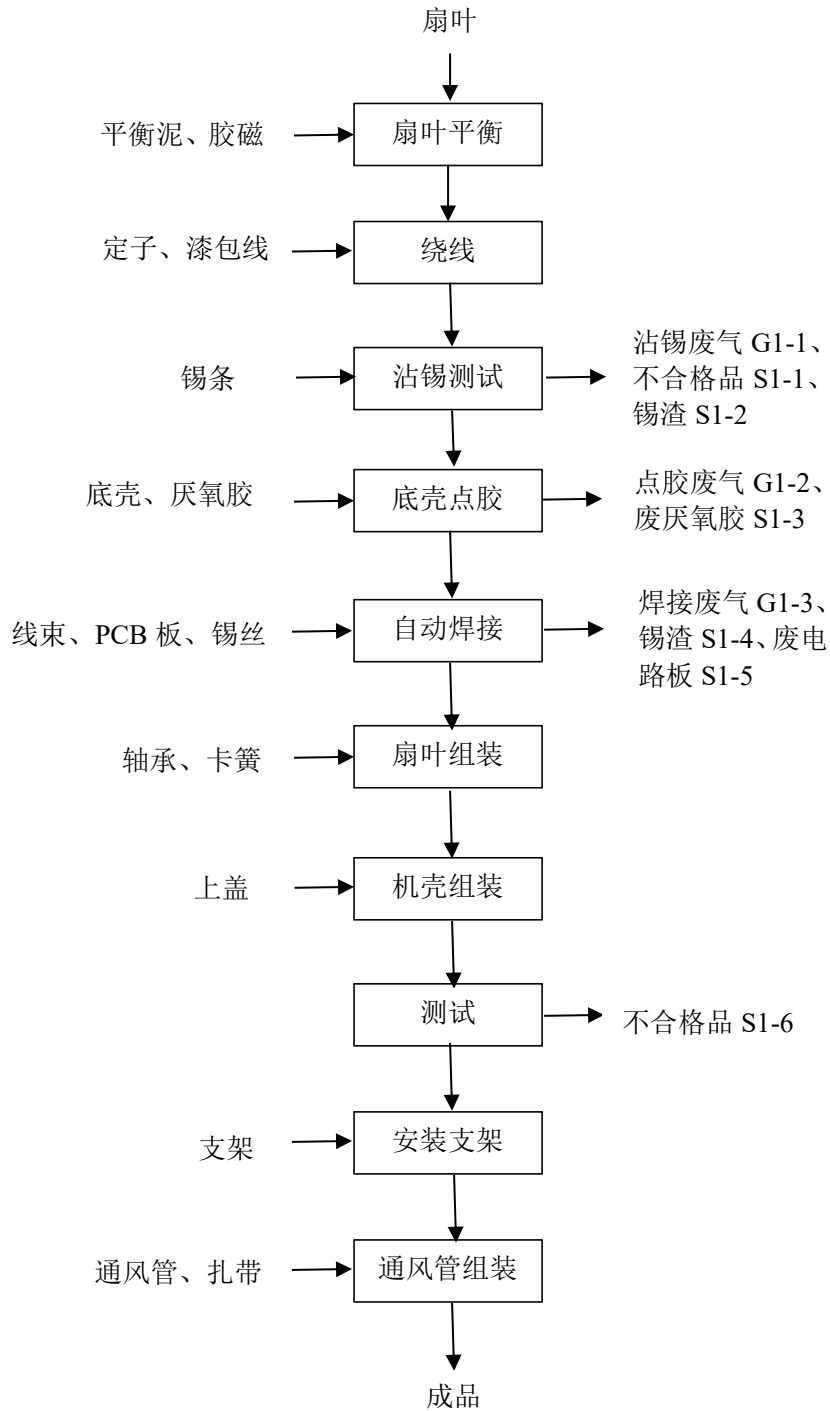 扇叶
平衡泥、胶磁
扇叶平衡
定子、漆包线
绕线
锡条
沾锡测试
沾锡废气 G1-1、
不合格品 S1-1、
锡渣 S1-2
底壳、厌氧胶
底壳点胶
点胶废气 G1-2、
废厌氧胶 S1-3
线束、PCB 板、锡丝
自动焊接
焊接废气 G1-3、
锡渣 S1-4、废电
路板 S1-5
轴承、卡簧
扇叶组装
上盖
机壳组装
测试
不合格品 S1-6
支架
安装支架
通风管、扎带
通风管组装
成品